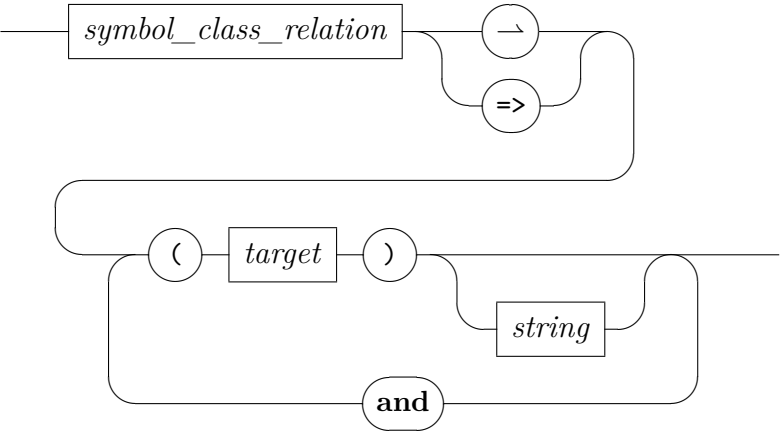 symbol_class_relation ⇀
=>
( target )
string
and